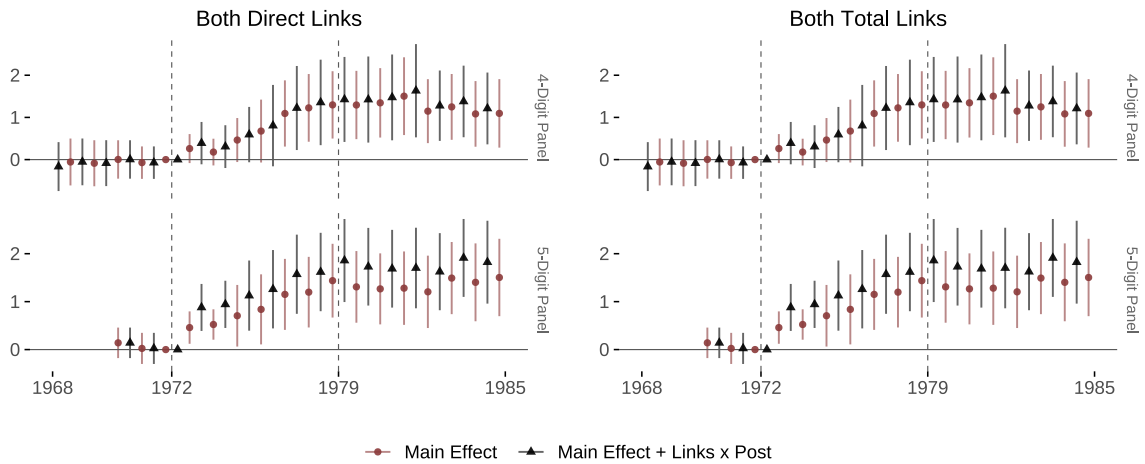 Both Direct Links
Both Total Links
2
1
0
4-Digit Panel
2
1
0
4-Digit Panel
2
1
0
5-Digit Panel
2
1
0
5-Digit Panel
1968 1972 1979 1985
1968 1972 1979 1985
Main Effect
Main Effect + Links x Post